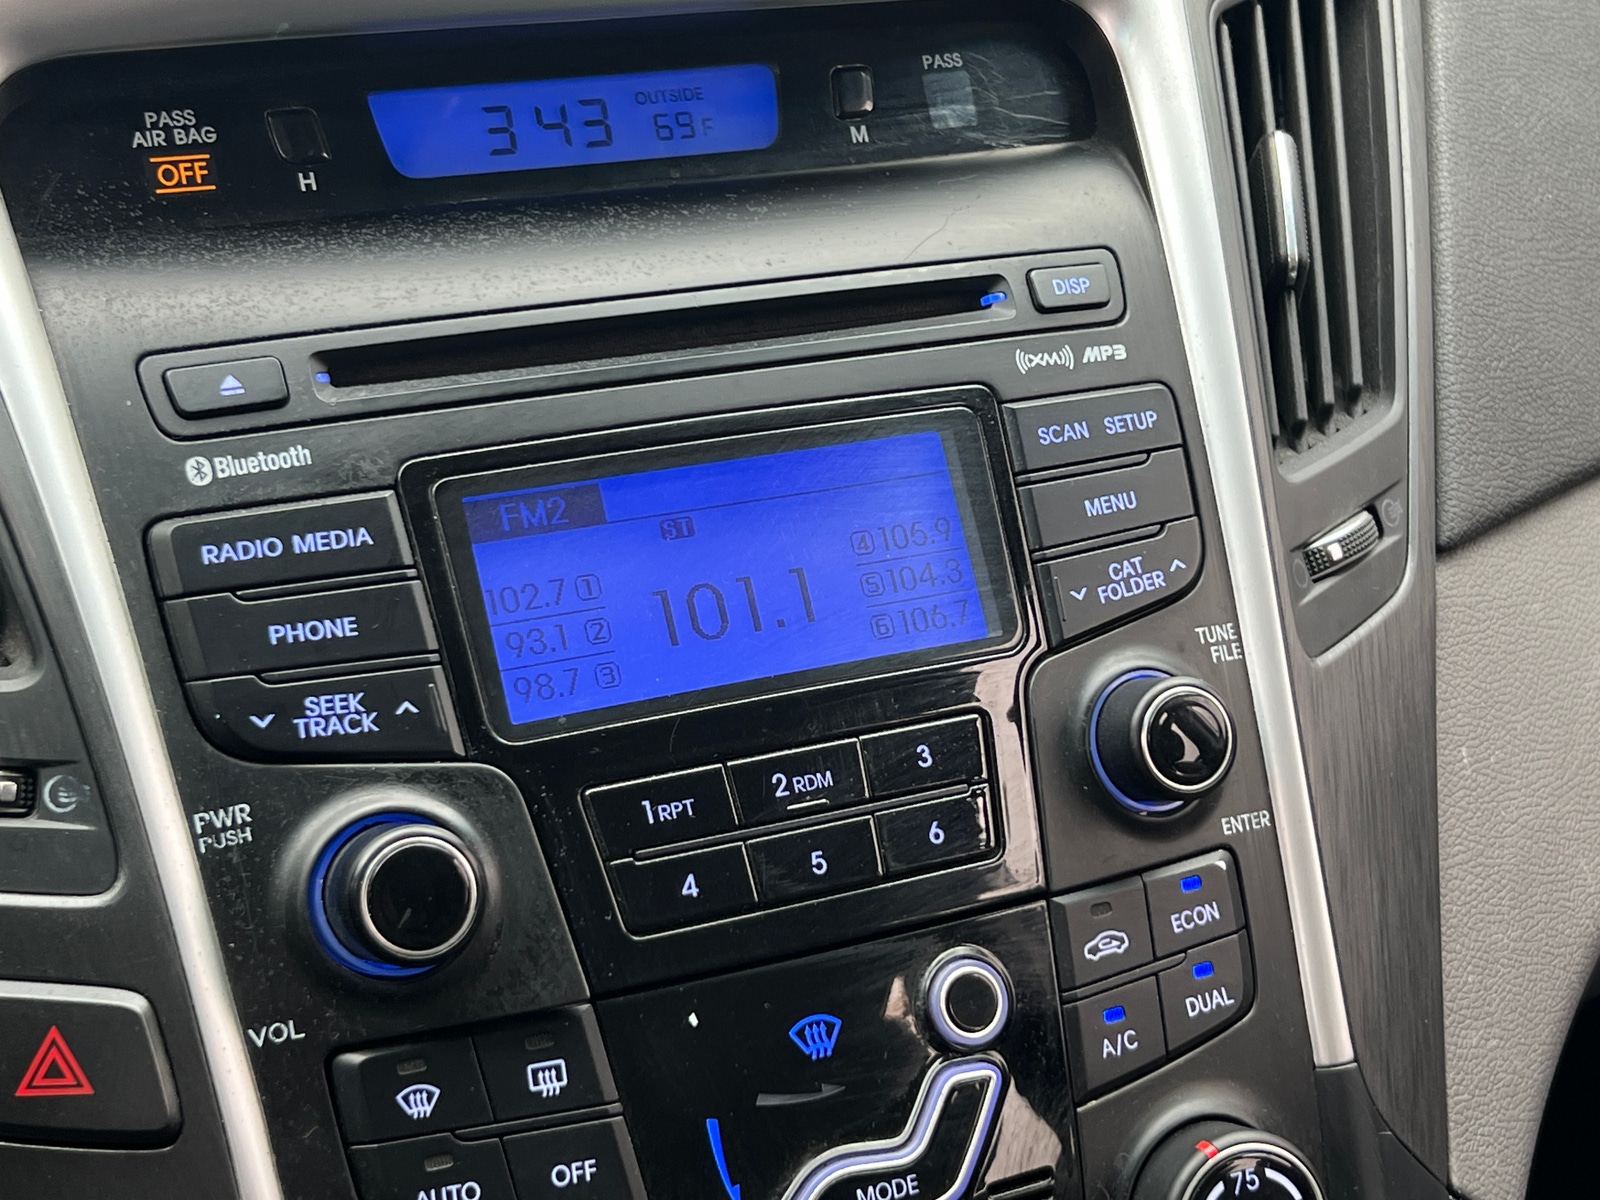 PASS
AIR BAG
OFF
H
343
OUTSIDE
69F
M
PASS
DISP
XM MP3
Bluetooth
RADIO MEDIA
PHONE
SEEK
TRACK
FM2
ST
102.7 1
93.1 2
98.7 3
101.1
4 105.9
5 104.3
6 106.7
SCAN SETUP
MENU
CAT
FOLDER
TUNE
FILE
ENTER
PWR
PUSH
VOL
1 RPT
2 RDM
3
4
5
6
ECON
A/C
DUAL
AUTO
OFF
MODE
75